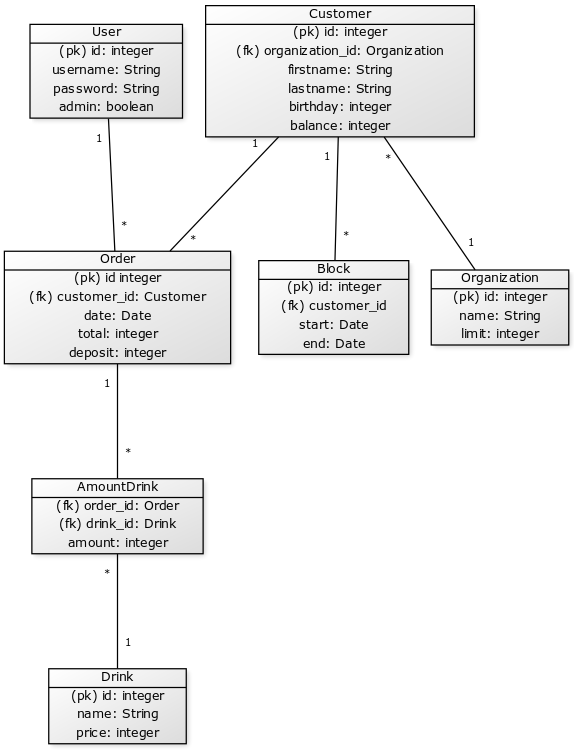 User
(pk) id: integer
username: String
password: String
admin: boolean
Customer
(pk) id: integer
(fk) organization_id: Organization
firstname: String
lastname: String
birthday: integer
balance: integer
1
1
1
*
*
*
*
1
Order
(pk) id integer
(fk) customer_id: Customer
date: Date
total: integer
deposit: integer
Block
(pk) id: integer
(fk) customer_id
start: Date
end: Date
Organization
(pk) id: integer
name: String
limit: integer
1
*
AmountDrink
(fk) order_id: Order
(fk) drink_id: Drink
amount: integer
*
1
Drink
(pk) id: integer
name: String
price: integer